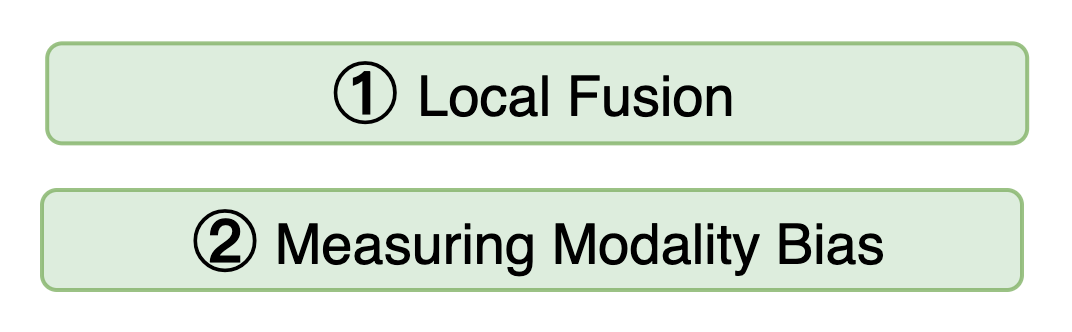 ① Local Fusion
② Measuring Modality Bias